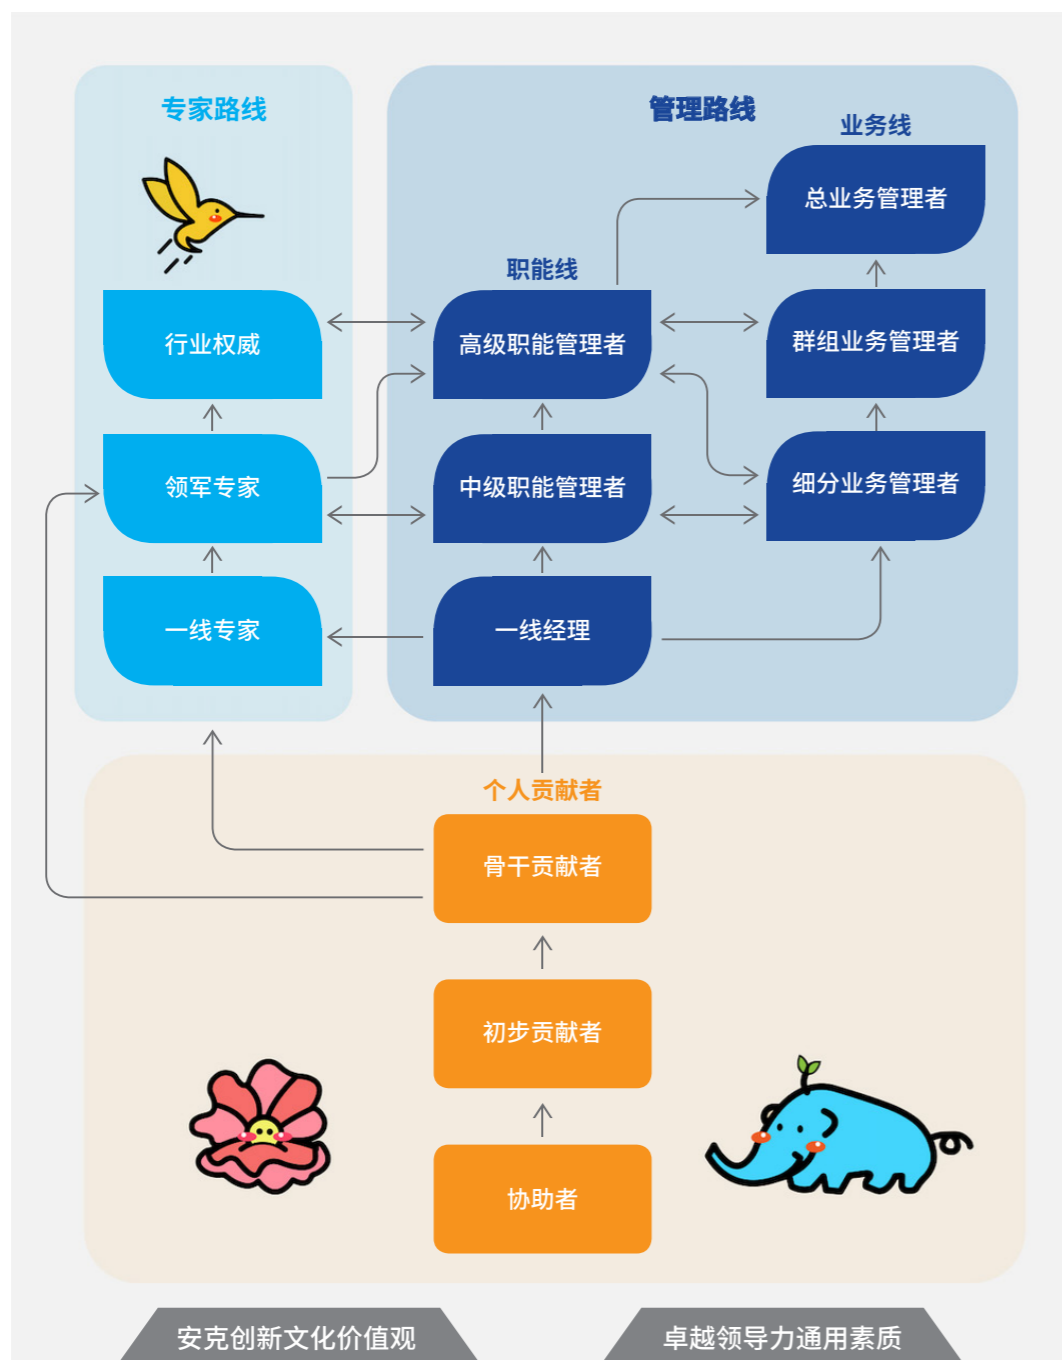 专家路线
管理路线
业务线
总业务管理者
职能线
行业权威
高级职能管理者
群组业务管理者
领军专家
中级职能管理者
细分业务管理者
一线专家
一线经理
个人贡献者
骨干贡献者
初步贡献者
协助者
安克创新文化价值观
卓越领导力通用素质